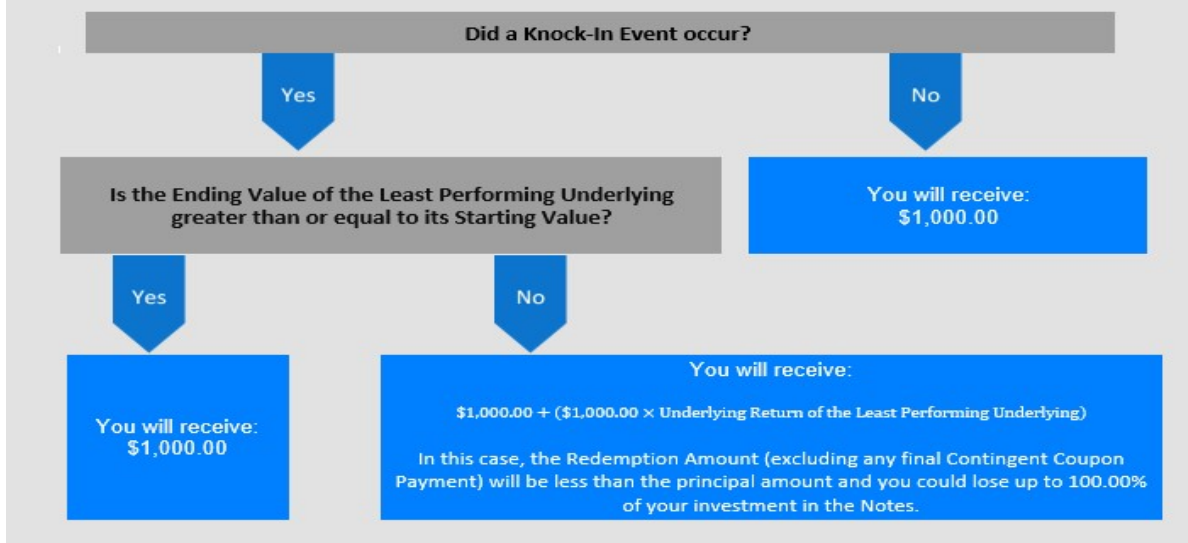 Did a Knock-In Event occur?
Yes
No
Is the Ending Value of the Least Performing Underlying
greater than or equal to its Starting Value?
You will receive:
$1,000.00
Yes
No
You will receive:
$1,000.00
You will receive:
$1,000.00 + ($1,000.00 × Underlying Return of the Least Performing Underlying)
In this case, the Redemption Amount (excluding any final Contingent Coupon
Payment) will be less than the principal amount and you could lose up to 100.00%
of your investment in the Notes.